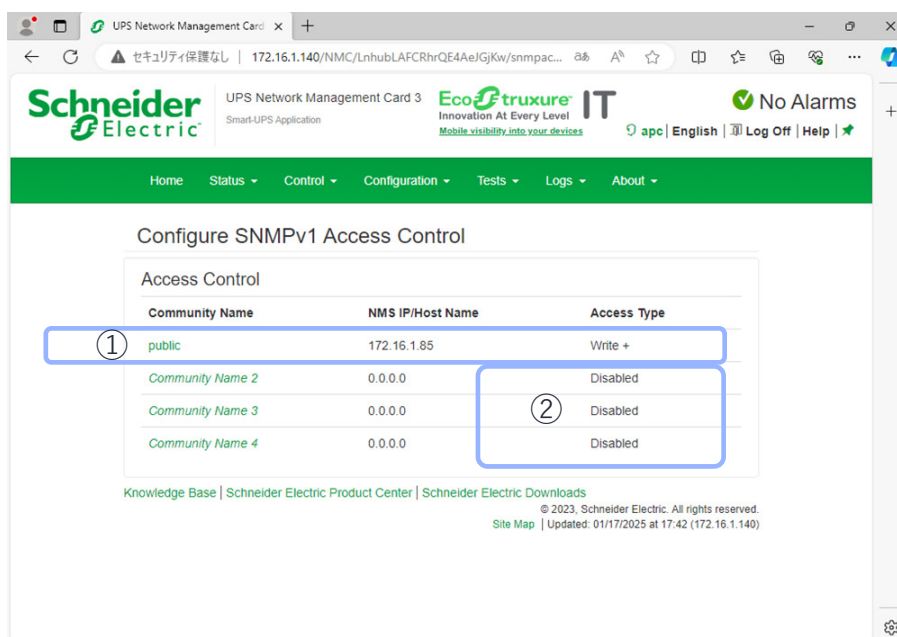 UPS Network Management Card
セキュリティ保護なし | 172.16.1.140/NMC/LnhubLAFCRhrQE4AeJGjKw/snmpac...
Schneider Electric
UPS Network Management Card 3
Smart-UPS Application
EcoStruxure IT
Innovation At Every Level
Mobile visibility into your devices
No Alarms
apc | English | Log Off | Help |
Home Status Control Configuration Tests Logs About
Configure SNMPv1 Access Control
Access Control
Community Name NMS IP/Host Name Access Type
① public 172.16.1.85 Write +
Community Name 2 0.0.0.0 Disabled
Community Name 3 0.0.0.0 ② Disabled
Community Name 4 0.0.0.0 Disabled
Knowledge Base | Schneider Electric Product Center | Schneider Electric Downloads
© 2023, Schneider Electric. All rights reserved.
Site Map | Updated: 01/17/2025 at 17:42 (172.16.1.140)